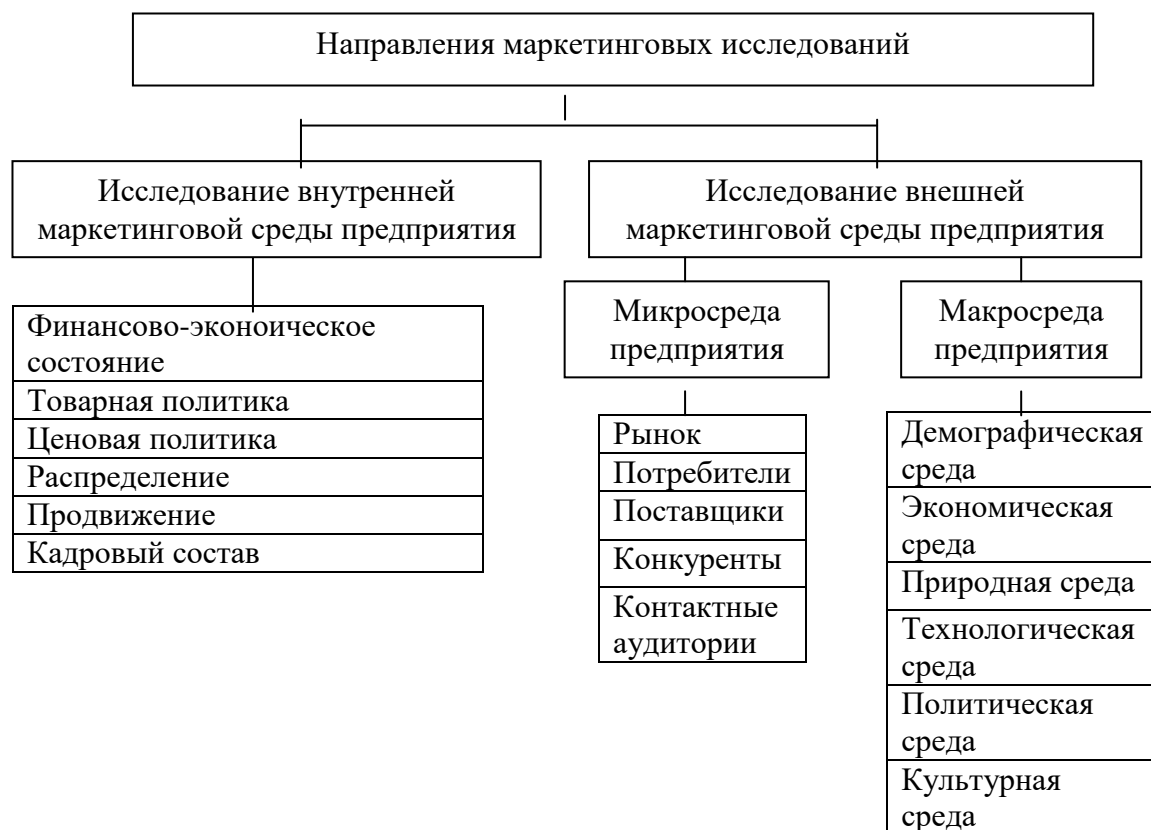 Направления маркетинговых исследований
Исследование внутренней
маркетинговой среды предприятия
Исследование внешней
маркетинговой среды предприятия
Финансово-эконоическое
состояние
Товарная политика
Ценовая политика
Распределение
Продвижение
Кадровый состав
Микросреда
предприятия
Рынок
Потребители
Поставщики
Конкуренты
Контактные
аудитории
Макросреда
предприятия
Демографическая
среда
Экономическая
среда
Природная среда
Технологическая
среда
Политическая
среда
Культурная
среда